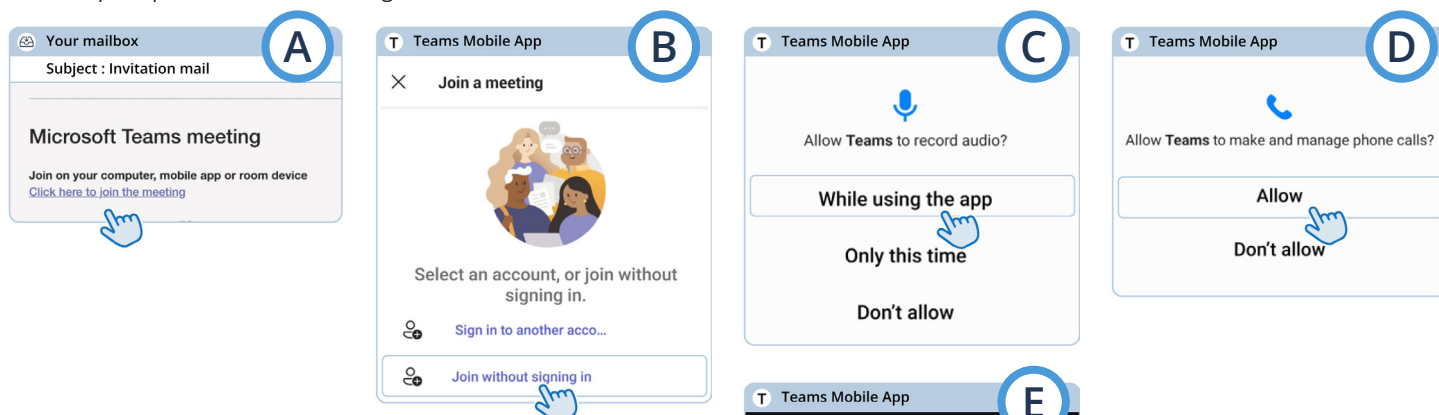 A
Your mailbox
Subject : Invitation mail
Microsoft Teams meeting
Join on your computer, mobile app or room device
Click here to join the meeting
B
T Teams Mobile App
Join a meeting
Select an account, or join without
signing in.
Sign in to another acco...
Join without signing in
C
T Teams Mobile App
Allow Teams to record audio?
While using the app
Only this time
Don't allow
D
T Teams Mobile App
Allow Teams to make and manage phone calls?
Allow
Don't allow
E
T Teams Mobile App